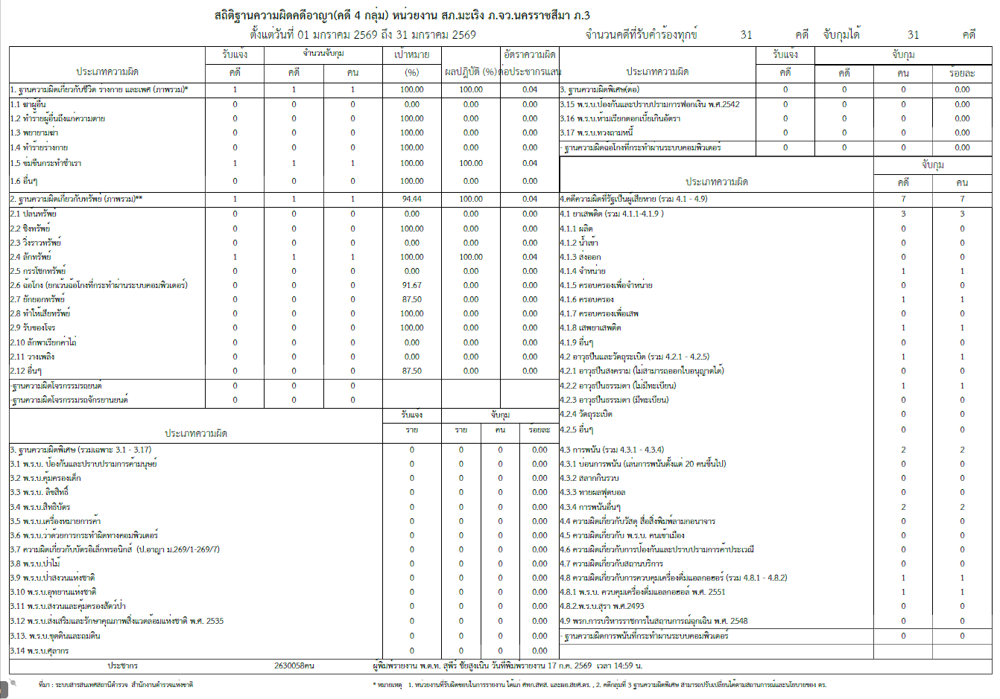 สถิติฐานความผิดคดีอาญา(คดี 4 กลุ่ม) หน่วยงาน สภ.มะเริง ภ.จว.นครราชสีมา ภ.3
ตั้งแต่วันที่ 01 มกราคม 2569 ถึง 31 มกราคม 2569 จำนวนคดีที่รับคำร้องทุกข์ 31 คดี จับกุมได้ 31 คดี
ประเภทความผิด รับแจ้ง จำนวนจับกุม เป้าหมาย ผลปฏิบัติ (%) อัตราความผิด
คดี คดี คน (%) ต่อประชากรแสน
1. ฐานความผิดเกี่ยวกับชีวิต ร่างกาย และเพศ (ภาพรวม)* 1 1 1 100.00 100.00 0.04
1.1 ฆ่าผู้อื่น 0 0 0 0.00 0.00 0.00
1.2 ทำร้ายผู้อื่นถึงแก่ความตาย 0 0 0 100.00 0.00 0.00
1.3 พยายามฆ่า 0 0 0 100.00 0.00 0.00
1.4 ทำร้ายร่างกาย 0 0 0 100.00 0.00 0.00
1.5 ข่มขืนกระทำชำเรา 1 1 1 100.00 100.00 0.04
1.6 อื่นๆ 0 0 0 100.00 0.00 0.00
2. ฐานความผิดเกี่ยวกับทรัพย์ (ภาพรวม)** 1 1 1 94.44 100.00 0.04
2.1 ปล้นทรัพย์ 0 0 0 0.00 0.00 0.00
2.2 ชิงทรัพย์ 0 0 0 100.00 0.00 0.00
2.3 วิ่งราวทรัพย์ 0 0 0 0.00 0.00 0.00
2.4 ลักทรัพย์ 1 1 1 100.00 100.00 0.04
2.5 กรรโชกทรัพย์ 0 0 0 0.00 0.00 0.00
2.6 ฉ้อโกง (ยกเว้นฉ้อโกงที่กระทำผ่านระบบคอมพิวเตอร์) 0 0 0 91.67 0.00 0.00
2.7 ยักยอกทรัพย์ 0 0 0 87.50 0.00 0.00
2.8 ทำให้เสียทรัพย์ 0 0 0 100.00 0.00 0.00
2.9 รับของโจร 0 0 0 100.00 0.00 0.00
2.10 ลักพาเรียกค่าไถ่ 0 0 0 0.00 0.00 0.00
2.11 วางเพลิง 0 0 0 0.00 0.00 0.00
2.12 อื่นๆ 0 0 0 87.50 0.00 0.00
-ฐานความผิดโจรกรรมรถยนต์ 0 0 0
-ฐานความผิดโจรกรรมรถจักรยานยนต์ 0 0 0
ประเภทความผิด รับแจ้ง จับกุม
ราย ราย คน ร้อยละ
3. ฐานความผิดพิเศษ (รวมเฉพาะ 3.1 - 3.17) 0 0 0 0.00
3.1 พ.ร.บ. ป้องกันและปราบปรามการค้ามนุษย์ 0 0 0 0.00
3.2 พ.ร.บ.คุ้มครองเด็ก 0 0 0 0.00
3.3 พ.ร.บ. ลิขสิทธิ์ 0 0 0 0.00
3.4 พ.ร.บ.สิทธิบัตร 0 0 0 0.00
3.5 พ.ร.บ.เครื่องหมายการค้า 0 0 0 0.00
3.6 พ.ร.บ.ว่าด้วยการกระทำผิดทางคอมพิวเตอร์ 0 0 0 0.00
3.7 ความผิดเกี่ยวกับบัตรอิเล็กทรอนิกส์ (ป.อาญา ม.269/1-269/7) 0 0 0 0.00
3.8 พ.ร.บ.ป่าไม้ 0 0 0 0.00
3.9 พ.ร.บ.ป่าสงวนแห่งชาติ 0 0 0 0.00
3.10 พ.ร.บ.อุทยานแห่งชาติ 0 0 0 0.00
3.11 พ.ร.บ.สงวนและคุ้มครองสัตว์ป่า 0 0 0 0.00
3.12 พ.ร.บ.ส่งเสริมและรักษาคุณภาพสิ่งแวดล้อมแห่งชาติ พ.ศ. 2535 0 0 0 0.00
3.13. พ.ร.บ.ขุดดินและถมดิน 0 0 0 0.00
3.14 พ.ร.บ.ศุลากร 0 0 0 0.00
ประเภทความผิด รับแจ้ง จับกุม
คดี คดี คน ร้อยละ
3. ฐานความผิดพิเศษ(ต่อ) 0 0 0 0.00
3.15 พ.ร.บ.ป้องกันและปราบปรามการฟอกเงิน พ.ศ.2542 0 0 0 0.00
3.16 พ.ร.บ.ห้ามเรียกดอกเบี้ยเกินอัตรา 0 0 0 0.00
3.17 พ.ร.บ.ทวงถามหนี้ 0 0 0 0.00
- ฐานความผิดฉ้อโกงที่กระทำผ่านระบบคอมพิวเตอร์ 0 0 0 0.00
ประเภทความผิด จับกุม
คดี คน
4.คดีความผิดที่รัฐเป็นผู้เสียหาย (รวม 4.1 - 4.9) 7 7
4.1 ยาเสพติด (รวม 4.1.1-4.1.9 ) 3 3
4.1.1 ผลิต 0 0
4.1.2 น้ำเข้า 0 0
4.1.3 ส่งออก 0 0
4.1.4 จำหน่าย 1 1
4.1.5 ครอบครองเพื่อจำหน่าย 0 0
4.1.6 ครอบครอง 1 1
4.1.7 ครอบครองเพื่อเสพ 0 0
4.1.8 เสพยาเสพติด 1 1
4.1.9 อื่นๆ 0 0
4.2 อาวุธปืนและวัตถุระเบิด (รวม 4.2.1 - 4.2.5) 1 1
4.2.1 อาวุธปืนสงคราม (ไม่สามารถออกใบอนุญาตได้) 0 0
4.2.2 อาวุธปืนธรรมดา (ไม่มีทะเบียน) 1 1
4.2.3 อาวุธปืนธรรมดา (มีทะเบียน) 0 0
4.2.4 วัตถุระเบิด 0 0
4.2.5 อื่นๆ 0 0
4.3 การพนัน (รวม 4.3.1 - 4.3.4) 2 2
4.3.1 บ่อนการพนัน (เล่นการพนันตั้งแต่ 20 คนขึ้นไป) 0 0
4.3.2 สลากกินรวบ 0 0
4.3.3 ทายผลฟุตบอล 0 0
4.3.4 การพนันอื่นๆ 2 2
4.4 ความผิดเกี่ยวกับวัสดุ สื่อสิ่งพิมพ์ลามกอนาจาร 0 0
4.5 ความผิดเกี่ยวกับ พ.ร.บ. คนเข้าเมือง 0 0
4.6 ความผิดเกี่ยวกับการป้องกันและปราบปรามการค้าประเวณี 0 0
4.7 ความผิดเกี่ยวกับสถานบริการ 0 0
4.8 ความผิดเกี่ยวกับการควบคุมเครื่องดื่มแอลกอฮอร์ (รวม 4.8.1 - 4.8.2) 1 1
4.8.1 พ.ร.บ. ควบคุมเครื่องดื่มแอลกอฮอล์ พ.ศ. 2551 1 1
4.8.2.พ.ร.บ.สุรา พ.ศ.2493 0 0
4.9 พรก.การบริหารราชการในสถานการณ์ฉุกเฉิน พ.ศ. 2548 0 0
- ฐานความผิดการพนันที่กระทำผ่านระบบคอมพิวเตอร์ 0 0
ประชากร 2630058คน ผู้พิมพ์รายงาน พ.ต.ท. สุพีร์ ชัยสูงเนิน วันที่พิมพ์รายงาน 17 ก.ค. 2569 เวลา 14:59 น.
ที่มา : ระบบสารสนเทศสถานีตำรวจ สำนักงานตำรวจแห่งชาติ * หมายเหตุ 1. หน่วยงานที่รับผิดชอบในการรายงาน ได้แก่ ศทก.สทส. และผอ.สยศ.ตร. , 2. คดีกลุ่มที่ 3 ฐานความผิดพิเศษ สามารถปรับเปลี่ยนได้ตามสถานการณ์และนโยบายของ ตร.